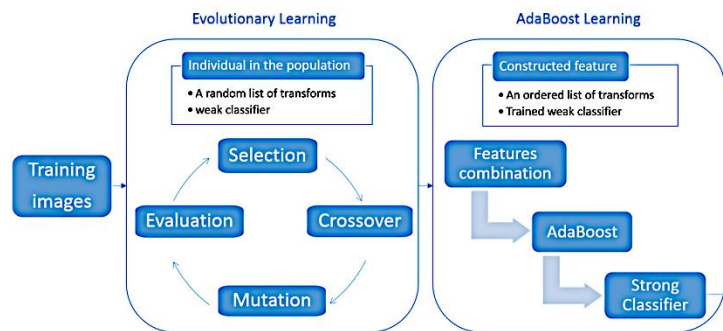 Evolutionary Learning
AdaBoost Learning
Individual in the population
• A random list of transforms
• weak classifier
Constructed feature
• An ordered list of transforms
• Trained weak classifier
Training
images
Selection
Evaluation
Crossover
Mutation
Features
combination
AdaBoost
Strong
Classifier